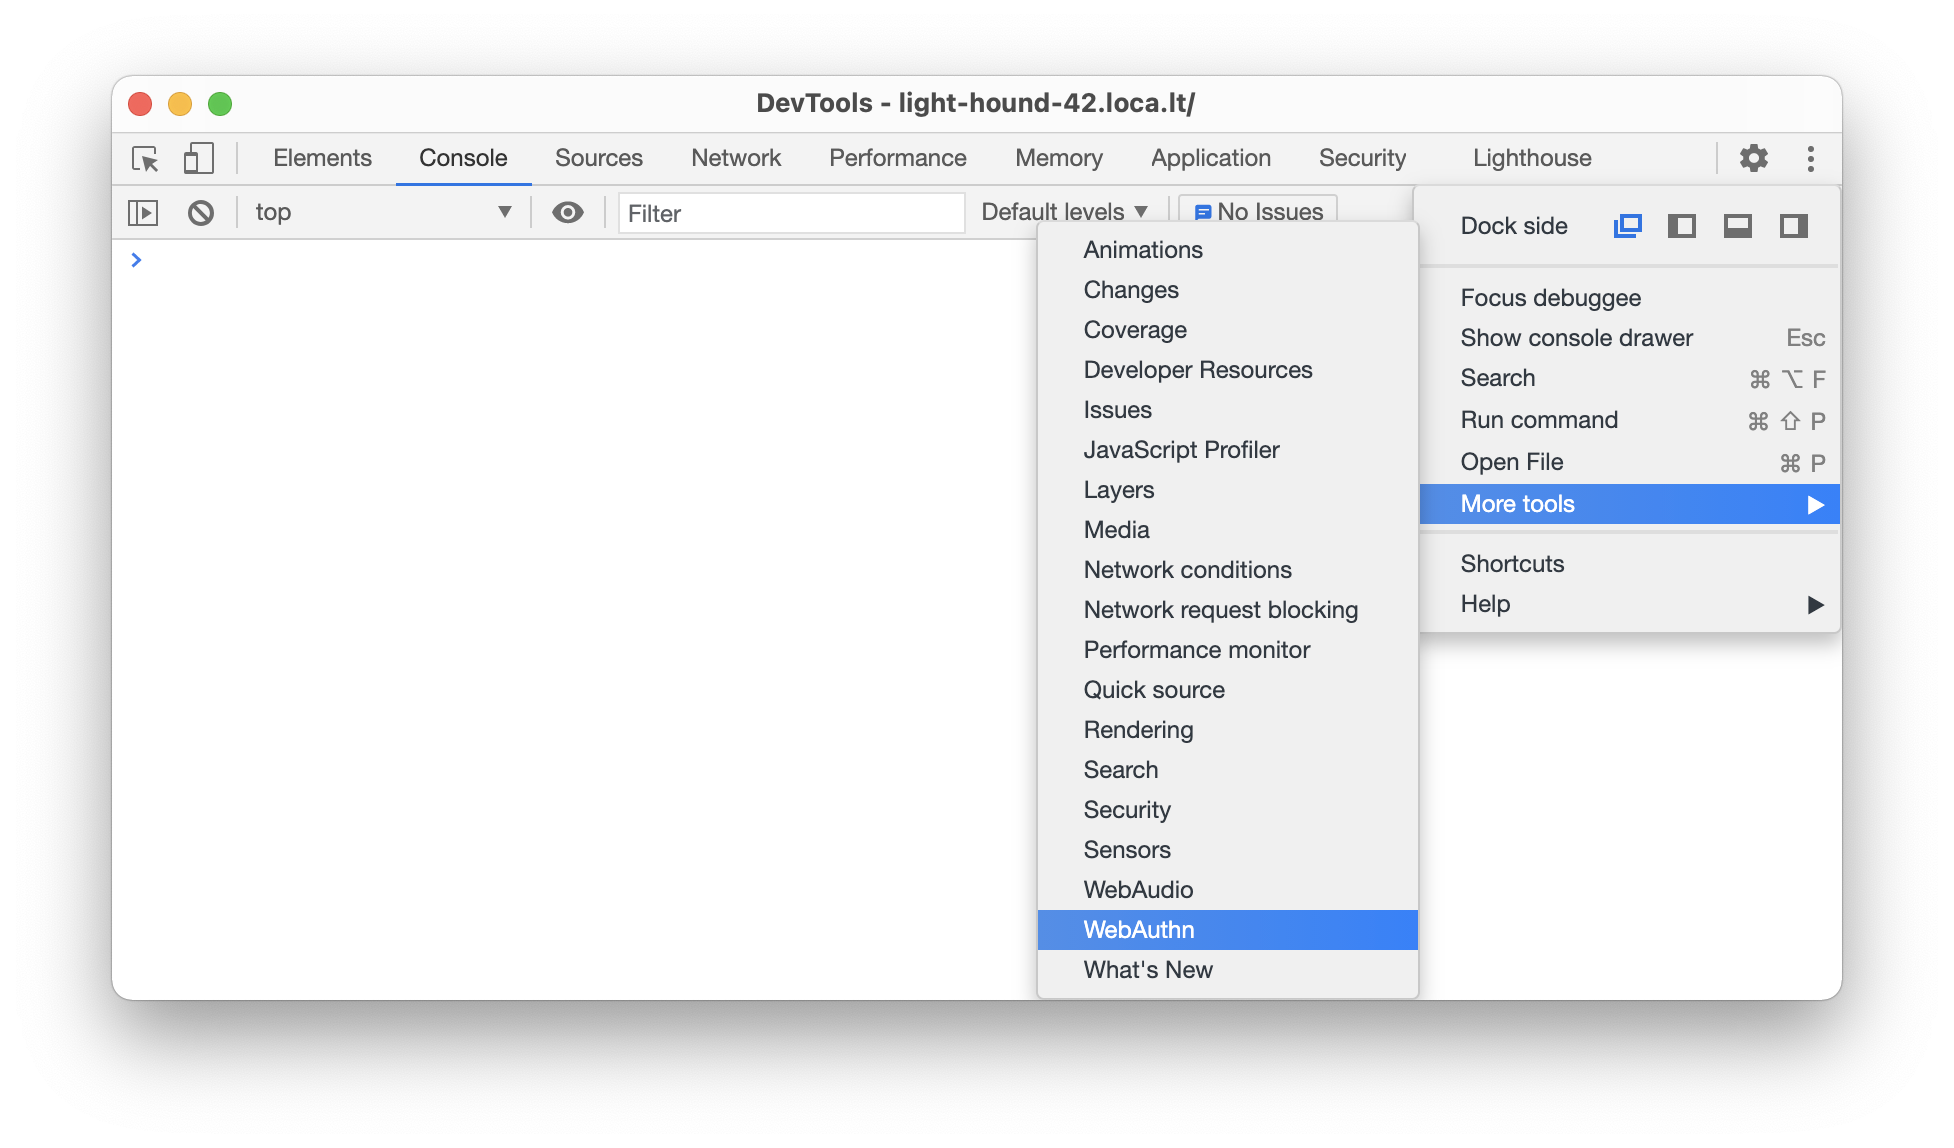 DevTools - light-hound-42.loca.lt/
Elements Console Sources Network Performance Memory Application Security Lighthouse
top Filter Default levels No Issues
Animations
Changes
Coverage
Developer Resources
Issues
JavaScript Profiler
Layers
Media
Network conditions
Network request blocking
Performance monitor
Quick source
Rendering
Search
Security
Sensors
WebAudio
WebAuthn
What's New
Dock side
Focus debuggee
Show console drawer Esc
Search ⌘ ⌥ F
Run command ⌘ ⇧ P
Open File ⌘ P
More tools
Shortcuts
Help